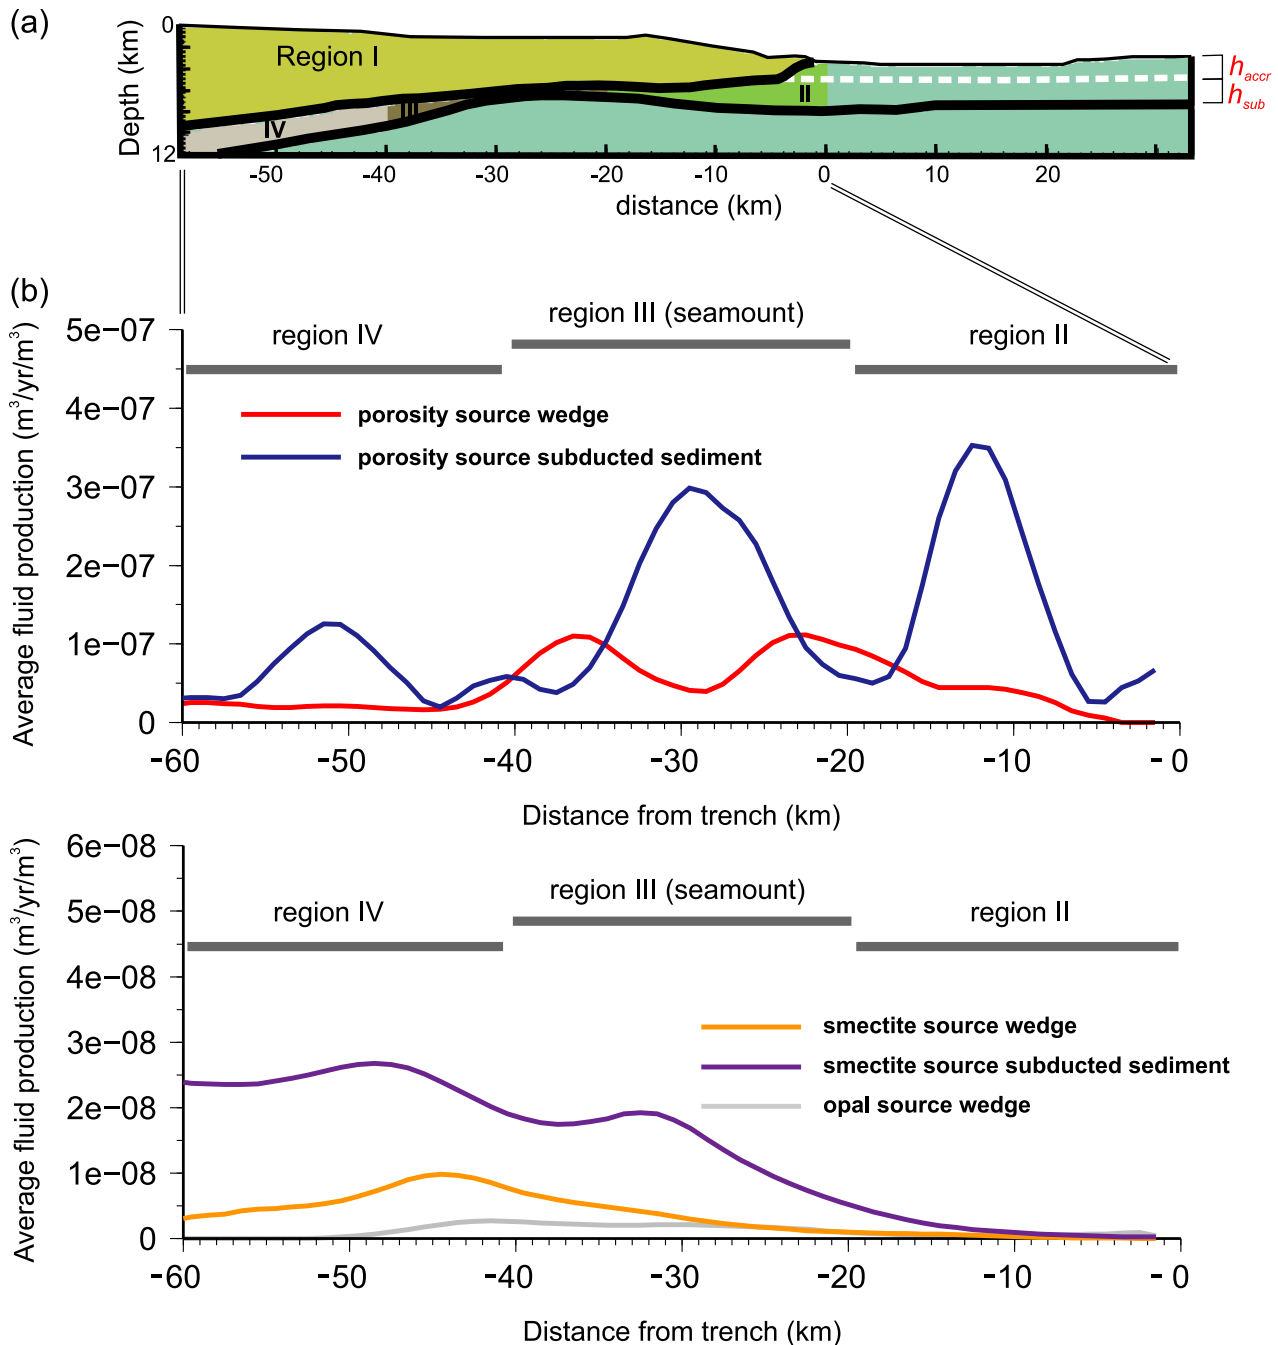 (a)
0
Depth (km)
12
Region I
IV
III
II
h accr
h sub
-50 -40 -30 -20 -10 0 10 20
distance (km)
(b)
region III (seamount)
region IV
region II
5e-07
4e-07
3e-07
2e-07
1e-07
0
Average fluid production (m³/yr/m³)
porosity source wedge
porosity source subducted sediment
-60 -50 -40 -30 -20 -10 - 0
Distance from trench (km)
6e-08
5e-08
4e-08
3e-08
2e-08
1e-08
0
Average fluid production (m³/yr/m³)
region III (seamount)
region IV
region II
smectite source wedge
smectite source subducted sediment
opal source wedge
-60 -50 -40 -30 -20 -10 - 0
Distance from trench (km)